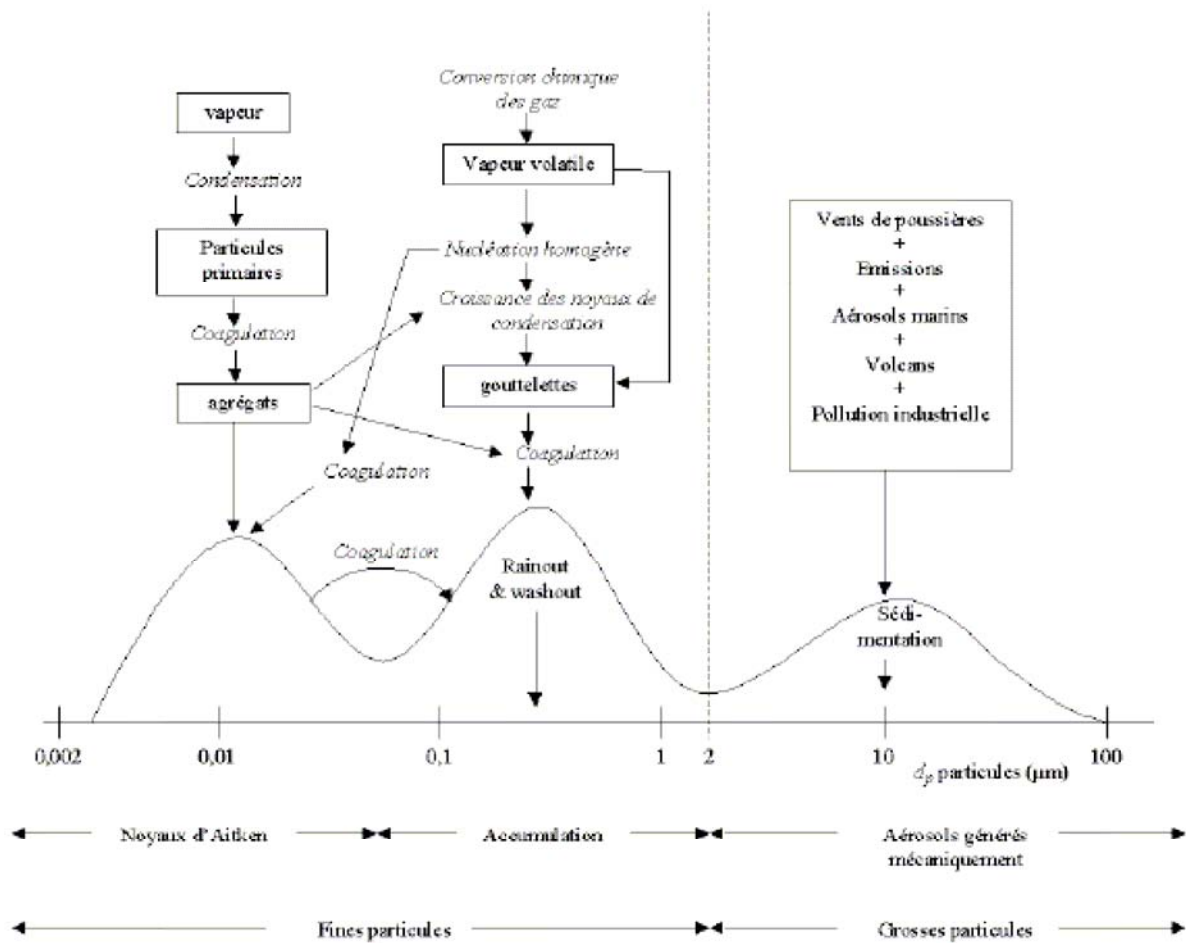 vapeur
Condensation
Particules
primaires
Coagulation
agrégats
Conversion chimique
des gaz
Vapeur volatile
Nucléation homogène
Croissance des noyaux de
condensation
gouttelettes
Coagulation
Coagulation
Coagulation
Rainout
& washout
Vents de poussières
+
Emissions
+
Aérosols marins
+
Volcans
+
Pollution industrielle
Sédi-
mentation
0,002
0,01
0,1
1
2
10
100
dp particules (µm)
Noyaux d'Aitken
Accumulation
Aérosols générés
mécaniquement
Fines particules
Grosses particules